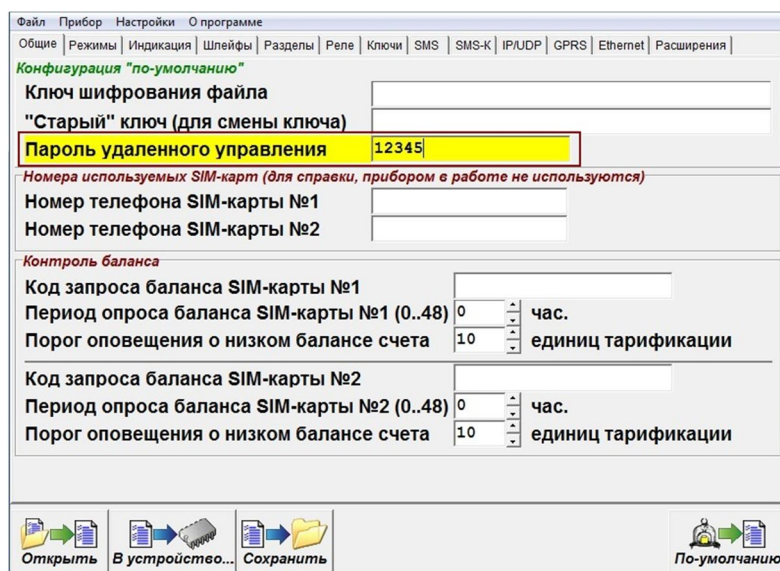 Файл Прибор Настройки О программе
Общие Режимы Индикация Шлейфы Разделы Реле Ключи SMS SMS-K IP/UDP GPRS Ethernet Расширения
Конфигурация "по-умолчанию"
Ключ шифрования файла
"Старый" ключ (для смены ключа)
Пароль удаленного управления 12345
Номера используемых SIM-карт (для справки, прибором в работе не используются)
Номер телефона SIM-карты №1
Номер телефона SIM-карты №2
Контроль баланса
Код запроса баланса SIM-карты №1
Период опроса баланса SIM-карты №1 (0..48) 0 час.
Порог оповещения о низком балансе счета 10 единиц тарификации
Код запроса баланса SIM-карты №2
Период опроса баланса SIM-карты №2 (0..48) 0 час.
Порог оповещения о низком балансе счета 10 единиц тарификации
Открыть В устройство... Сохранить По-умолчанию